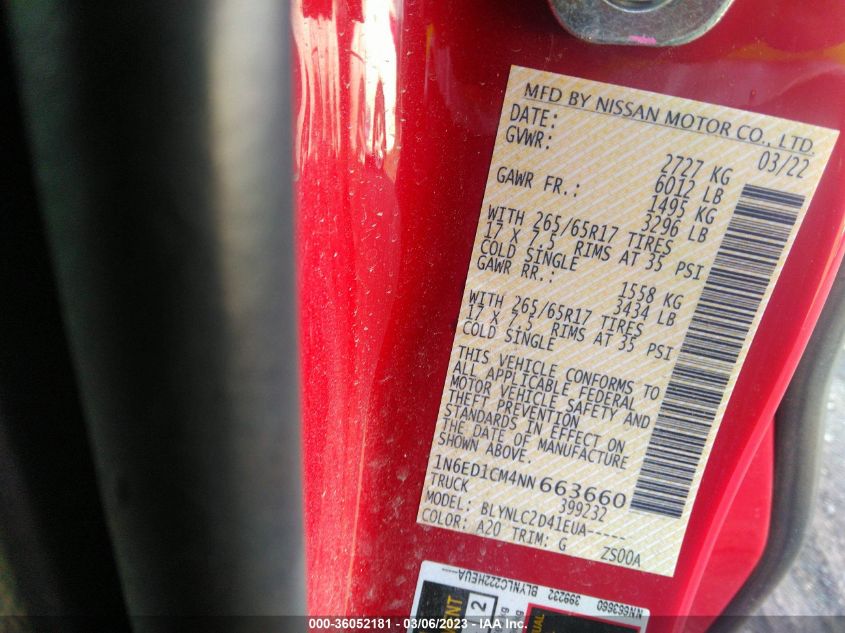 MFD BY NISSAN MOTOR CO., LTD
DATE: 03/22
GVWR: 2727 KG
6012 LB
GAWR FR.: 1495 KG
3296 LB
WITH 265/65R17 TIRES
17 X 7.5 RIMS AT 35 PSI
COLD SINGLE
GAWR RR.: 1558 KG
3434 LB
WITH 265/65R17 TIRES
17 X 7.5 RIMS AT 35 PSI
COLD SINGLE
THIS VEHICLE CONFORMS TO
ALL APPLICABLE FEDERAL
MOTOR VEHICLE SAFETY AND
THEFT PREVENTION
STANDARDS IN EFFECT ON
THE DATE OF MANUFACTURE
SHOWN ABOVE.
1N6ED1CM4NN663660
TRUCK 399232
MODEL: BLYNLC2D41EUA-----
COLOR: A20 TRIM: G ZS00A
NN663660 399232 BLYNLC222HEUA
2
000-36052181 - 03/06/2023 - IAA Inc.